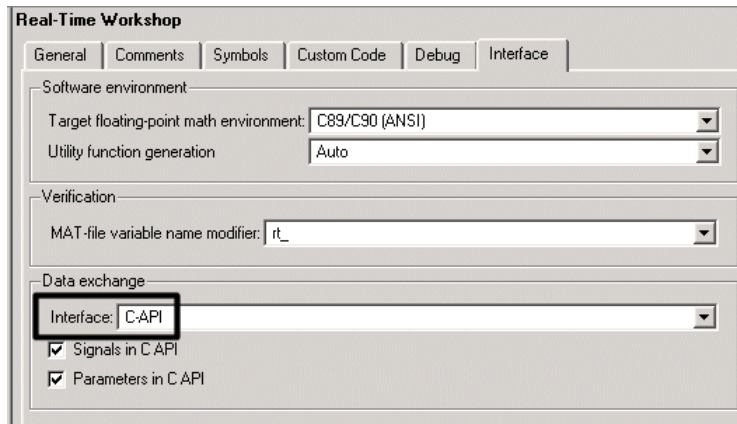 Real-Time Workshop
General Comments Symbols Custom Code Debug Interface
Software environment
Target floating-point math environment: C89/C90 (ANSI)
Utility function generation Auto
Verification
MAT-file variable name modifier: rt_
Data exchange
Interface: C-API
Signals in C API
Parameters in C API